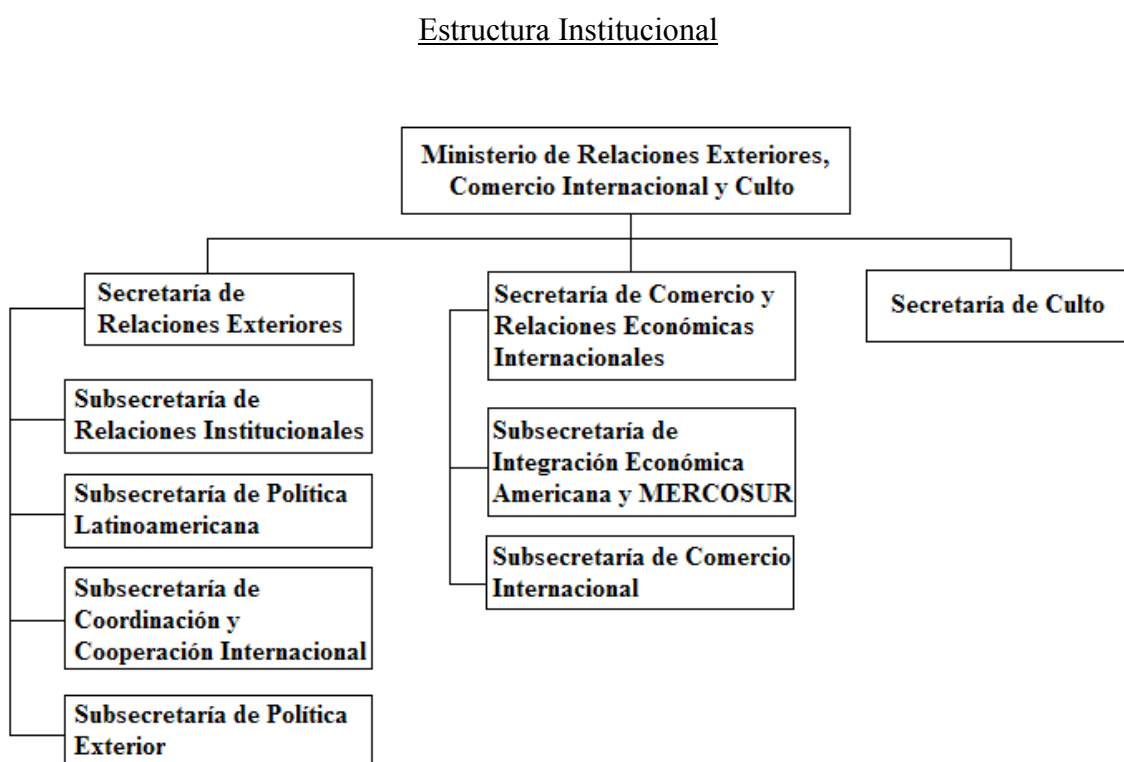 Estructura Institucional
Ministerio de Relaciones Exteriores,
Comercio Internacional y Culto
Secretaría de
Relaciones Exteriores
Subsecretaría de
Relaciones Institucionales
Subsecretaría de Política
Latinoamericana
Subsecretaría de
Coordinación y
Cooperación Internacional
Subsecretaría de Política
Exterior
Secretaría de Comercio y
Relaciones Económicas
Internacionales
Subsecretaría de
Integración Económica
Americana y MERCOSUR
Subsecretaría de Comercio
Internacional
Secretaría de Culto